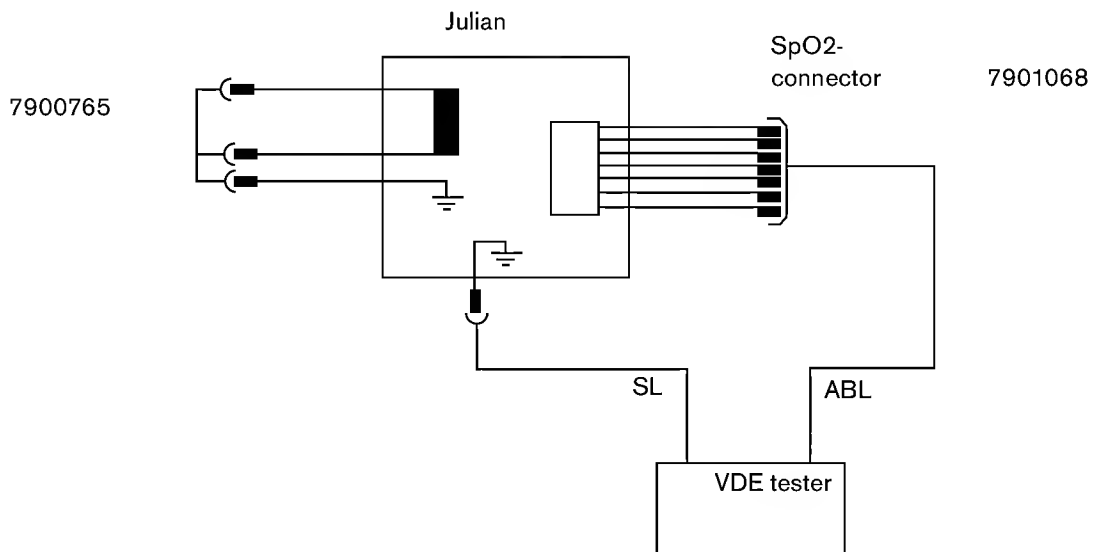 Julian
SpO2-
connector
7901068
7900765
SL
ABL
VDE tester